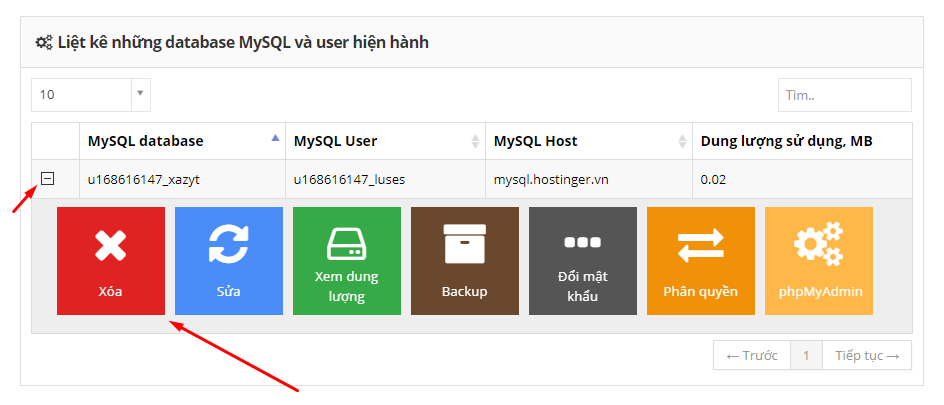 Liệt kê những database MySQL và user hiện hành
10
Tìm..
MySQL database MySQL User MySQL Host Dung lượng sử dụng, MB
u168616147_xazyt u168616147_luses mysql.hostinger.vn 0.02
Xóa
Sửa
Xem dung
lượng
Backup
Đổi mật
khẩu
Phân quyền
phpMyAdmin
← Trước 1 Tiếp tục →